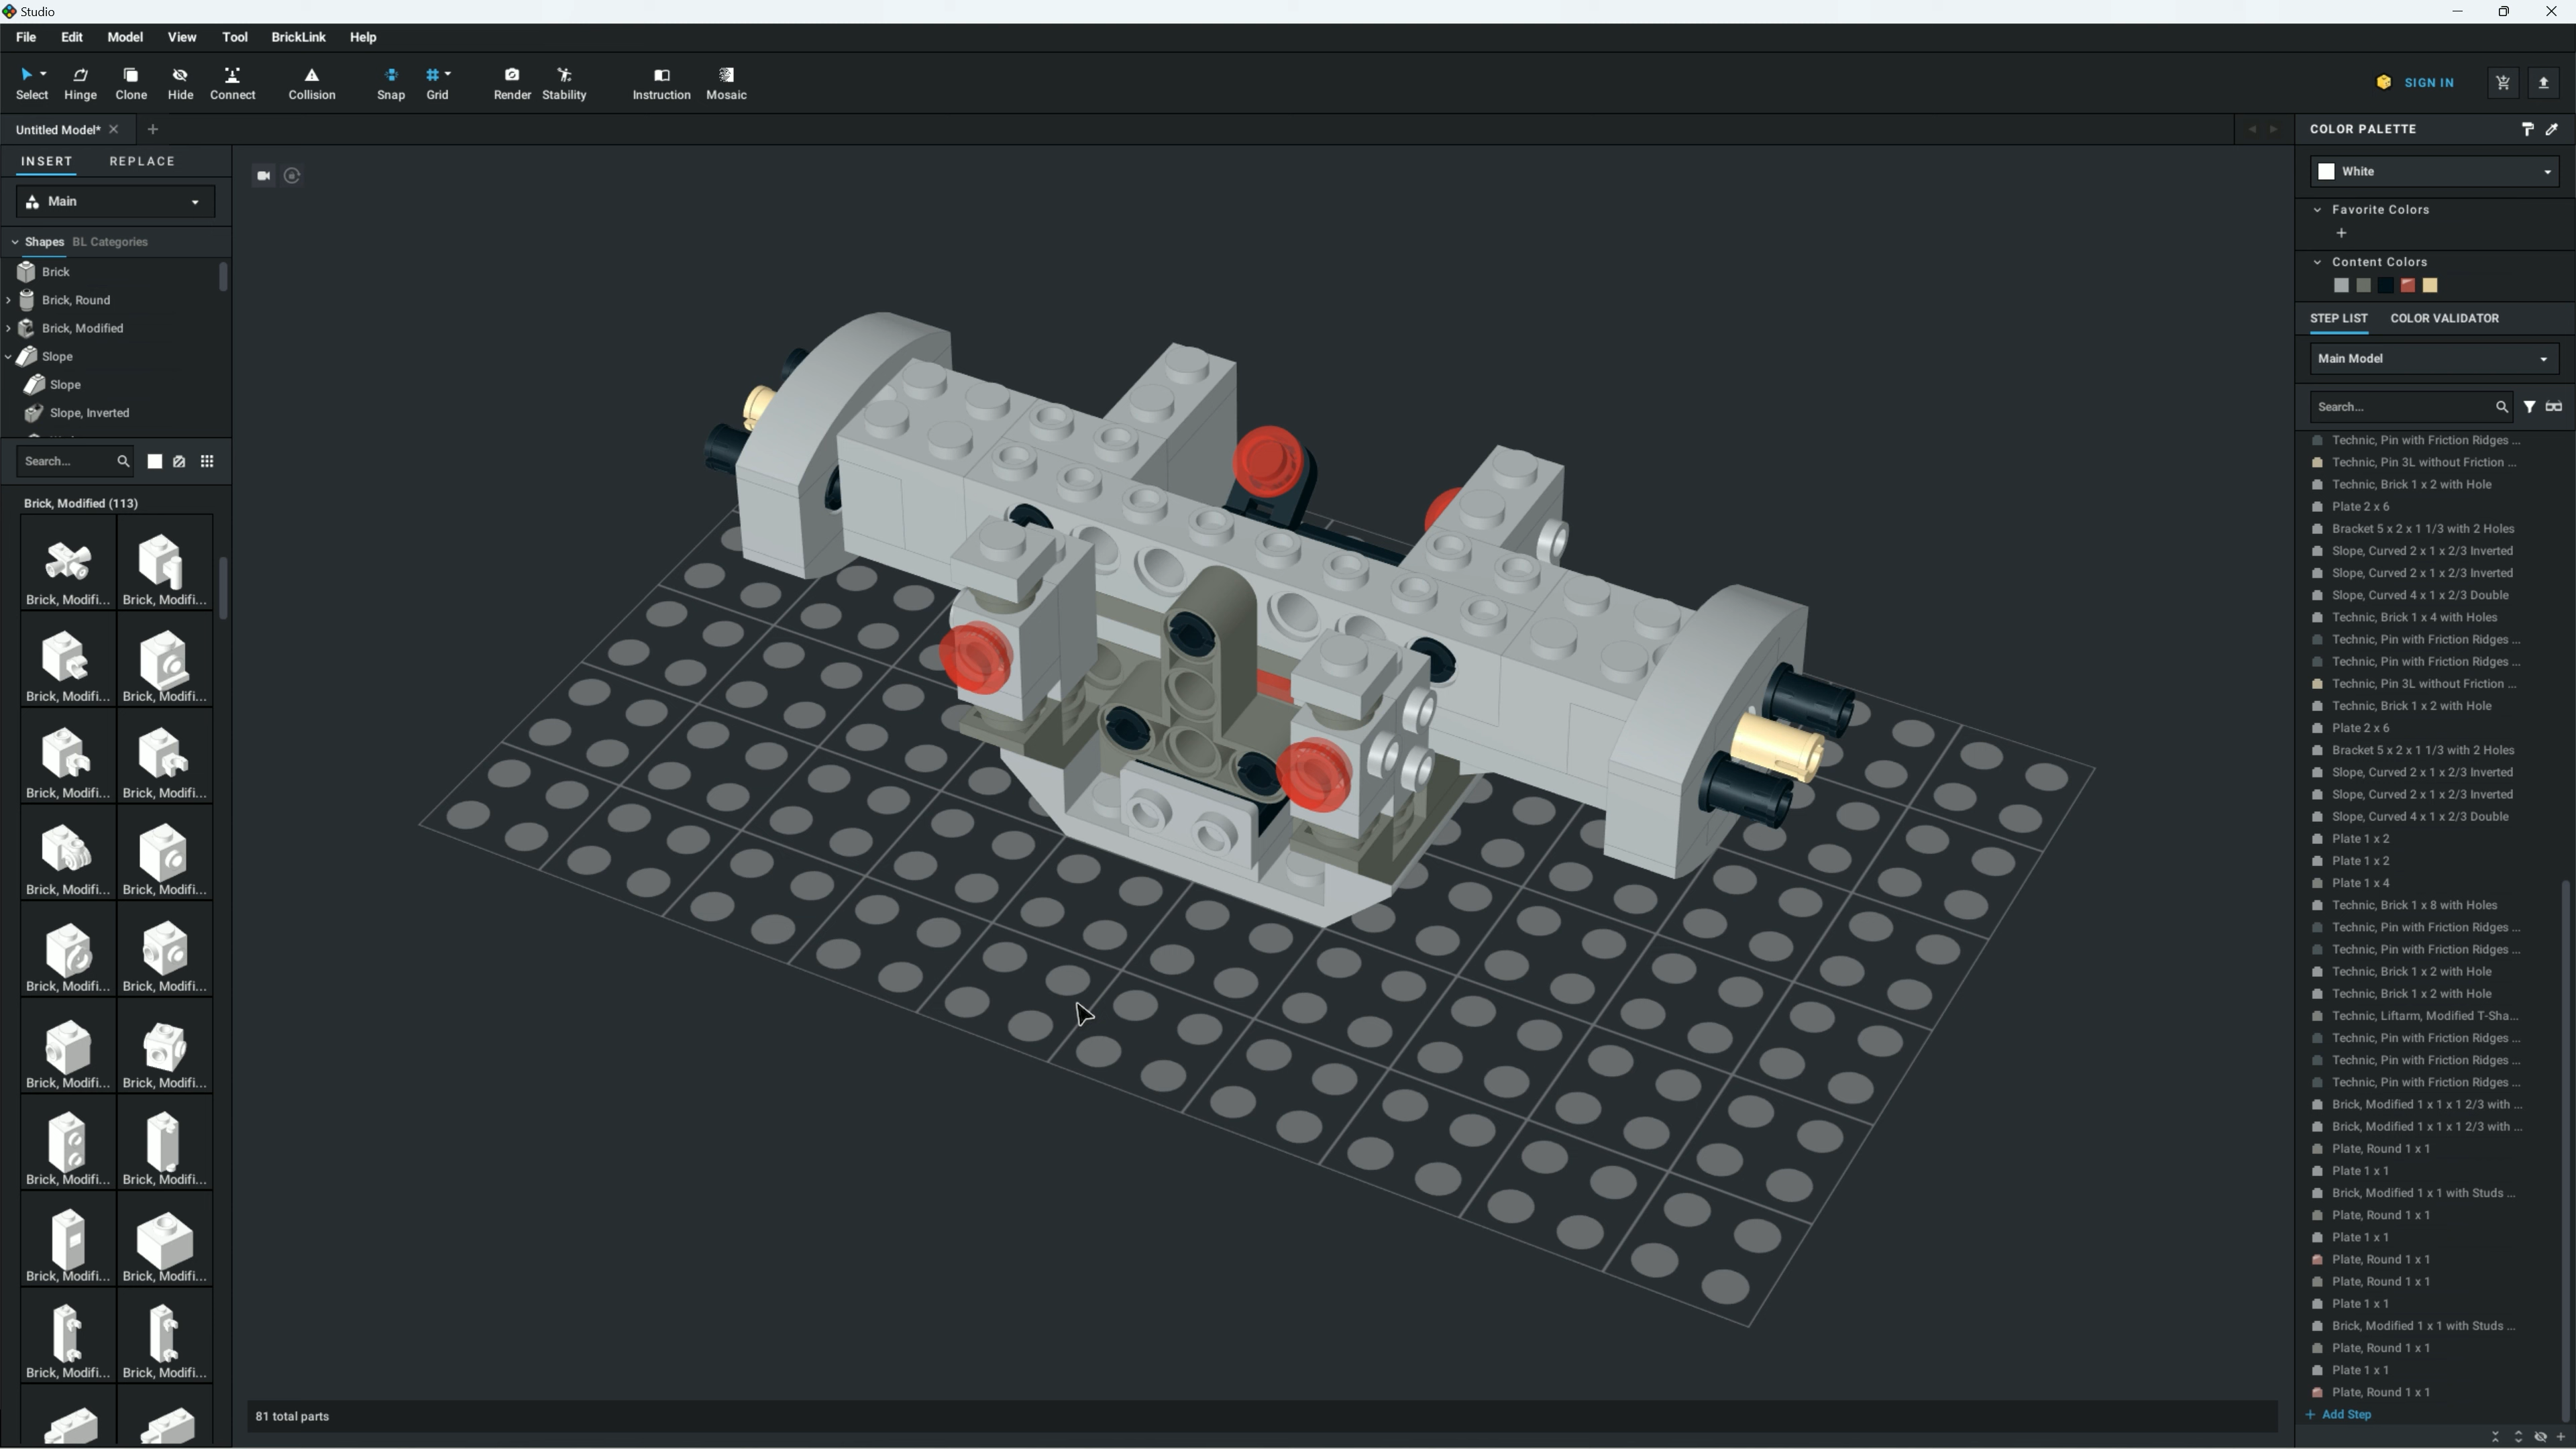 Studio
File Edit Model View Tool BrickLink Help
Select Hinge Clone Hide Connect Collision Snap Grid Render Stability Instruction Mosaic SIGN IN
Untitled Model*
INSERT REPLACE
Main
Shapes BL Categories
Brick
Brick, Round
Brick, Modified
Slope
Slope
Slope, Inverted
Search...
Brick, Modified (113)
Brick, Modifi... Brick, Modifi...
Brick, Modifi... Brick, Modifi...
Brick, Modifi... Brick, Modifi...
Brick, Modifi... Brick, Modifi...
Brick, Modifi... Brick, Modifi...
Brick, Modifi... Brick, Modifi...
Brick, Modifi... Brick, Modifi...
Brick, Modifi... Brick, Modifi...
Brick, Modifi... Brick, Modifi...
81 total parts
COLOR PALETTE
White
Favorite Colors
Content Colors
STEP LIST COLOR VALIDATOR
Main Model
Search...
Technic, Pin with Friction Ridges ...
Technic, Pin 3L without Friction ...
Technic, Brick 1 x 2 with Hole
Plate 2 x 6
Bracket 5 x 2 x 1 1/3 with 2 Holes
Slope, Curved 2 x 1 x 2/3 Inverted
Slope, Curved 2 x 1 x 2/3 Inverted
Slope, Curved 4 x 1 x 2/3 Double
Technic, Brick 1 x 4 with Holes
Technic, Pin with Friction Ridges ...
Technic, Pin with Friction Ridges ...
Technic, Pin 3L without Friction ...
Technic, Brick 1 x 2 with Hole
Plate 2 x 6
Bracket 5 x 2 x 1 1/3 with 2 Holes
Slope, Curved 2 x 1 x 2/3 Inverted
Slope, Curved 2 x 1 x 2/3 Inverted
Slope, Curved 4 x 1 x 2/3 Double
Plate 1 x 2
Plate 1 x 2
Plate 1 x 4
Technic, Brick 1 x 8 with Holes
Technic, Pin with Friction Ridges ...
Technic, Pin with Friction Ridges ...
Technic, Brick 1 x 2 with Hole
Technic, Brick 1 x 2 with Hole
Technic, Liftarm, Modified T-Sha...
Technic, Pin with Friction Ridges ...
Technic, Pin with Friction Ridges ...
Technic, Pin with Friction Ridges ...
Brick, Modified 1 x 1 x 1 2/3 with ...
Brick, Modified 1 x 1 x 1 2/3 with ...
Plate, Round 1 x 1
Plate 1 x 1
Brick, Modified 1 x 1 with Studs ...
Plate, Round 1 x 1
Plate 1 x 1
Plate, Round 1 x 1
Plate, Round 1 x 1
Plate 1 x 1
Brick, Modified 1 x 1 with Studs ...
Plate, Round 1 x 1
Plate 1 x 1
Plate, Round 1 x 1
+ Add Step